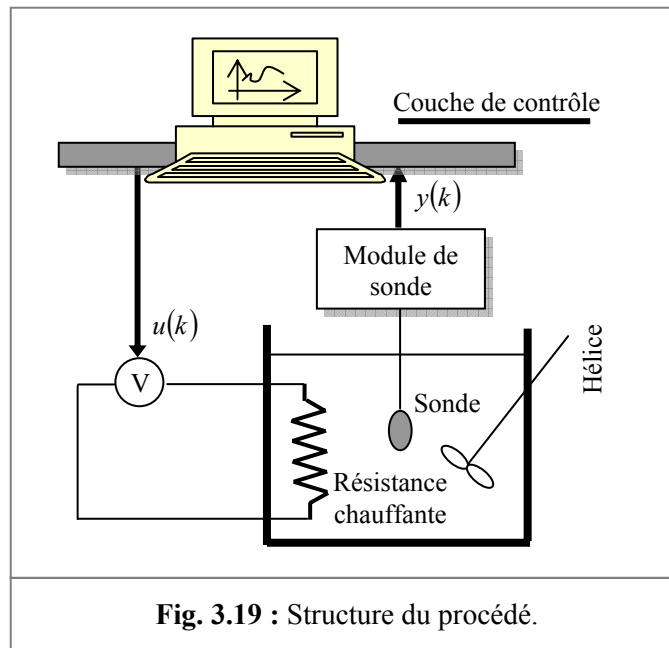 Couche de contrôle
y(k)
Module de
sonde
u(k)
V
Sonde
Hélice
Résistance
chauffante
Fig. 3.19 : Structure du procédé.